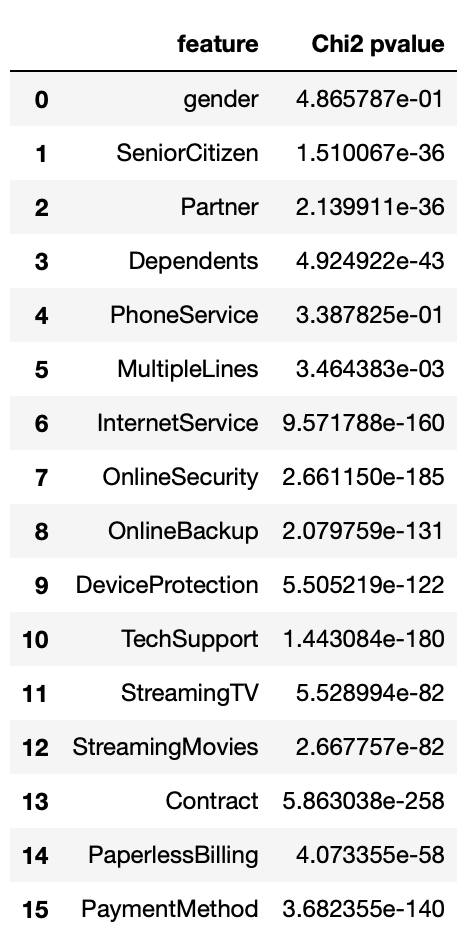 feature Chi2 pvalue
0 gender 4.865787e-01
1 SeniorCitizen 1.510067e-36
2 Partner 2.139911e-36
3 Dependents 4.924922e-43
4 PhoneService 3.387825e-01
5 MultipleLines 3.464383e-03
6 InternetService 9.571788e-160
7 OnlineSecurity 2.661150e-185
8 OnlineBackup 2.079759e-131
9 DeviceProtection 5.505219e-122
10 TechSupport 1.443084e-180
11 StreamingTV 5.528994e-82
12 StreamingMovies 2.667757e-82
13 Contract 5.863038e-258
14 PaperlessBilling 4.073355e-58
15 PaymentMethod 3.682355e-140